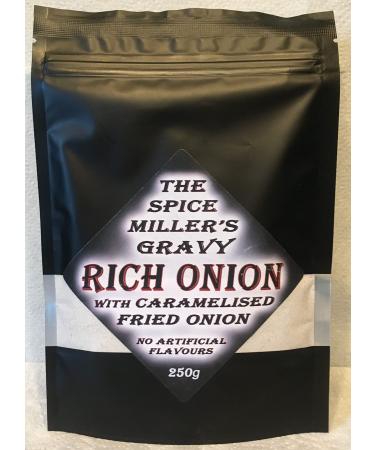 THE
SPICE
MILLER'S
GRAVY
RICH ONION
WITH CARAMELISED
FRIED ONION
NO ARTIFICIAL
FLAVOURS
250g